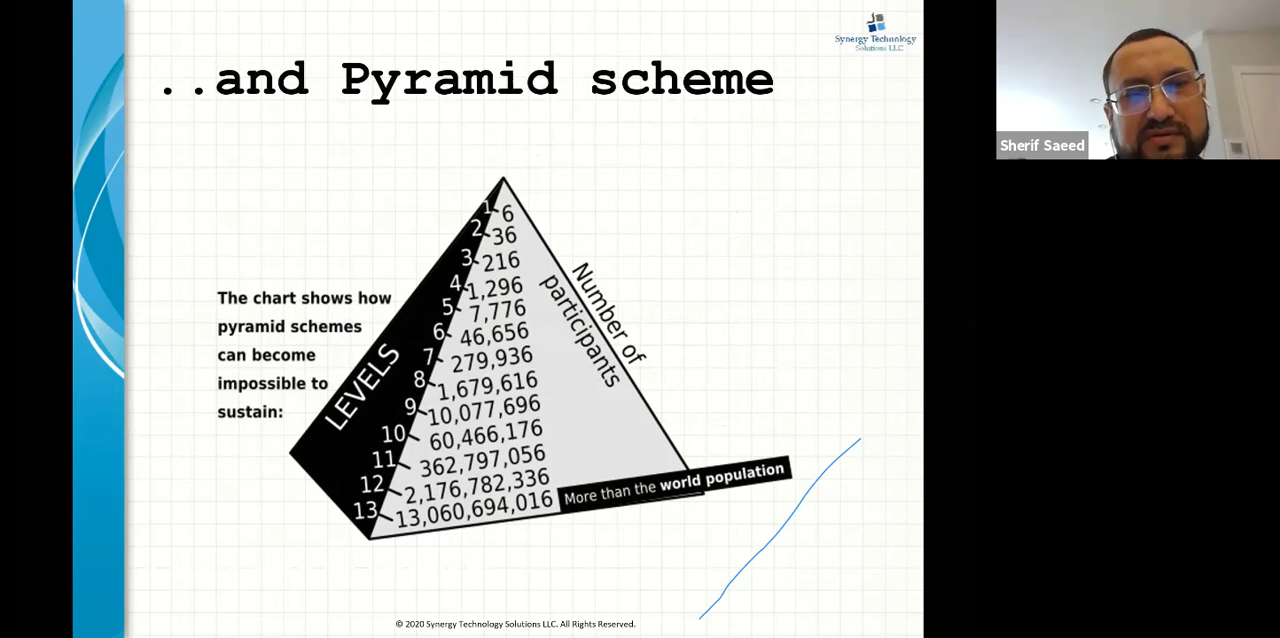 Synergy Technology
Solutions LLC
..and Pyramid scheme
Sherif Saeed
The chart shows how
pyramid schemes
can become
impossible to
sustain:
LEVELS
Number of
participants
1 6
2 36
3 216
4 1,296
5 7,776
6 46,656
7 279,936
8 1,679,616
9 10,077,696
10 60,466,176
11 362,797,056
12 2,176,782,336
13 13,060,694,016
More than the world population
© 2020 Synergy Technology Solutions LLC. All Rights Reserved.